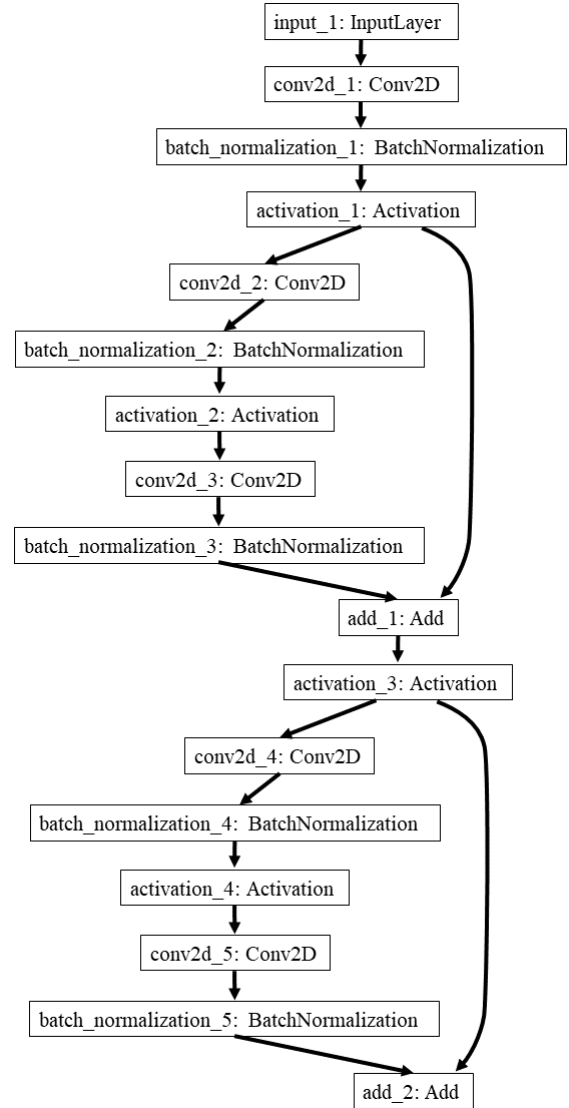 input_1: InputLayer
conv2d_1: Conv2D
batch_normalization_1: BatchNormalization
activation_1: Activation
conv2d_2: Conv2D
batch_normalization_2: BatchNormalization
activation_2: Activation
conv2d_3: Conv2D
batch_normalization_3: BatchNormalization
add_1: Add
activation_3: Activation
conv2d_4: Conv2D
batch_normalization_4: BatchNormalization
activation_4: Activation
conv2d_5: Conv2D
batch_normalization_5: BatchNormalization
add_2: Add